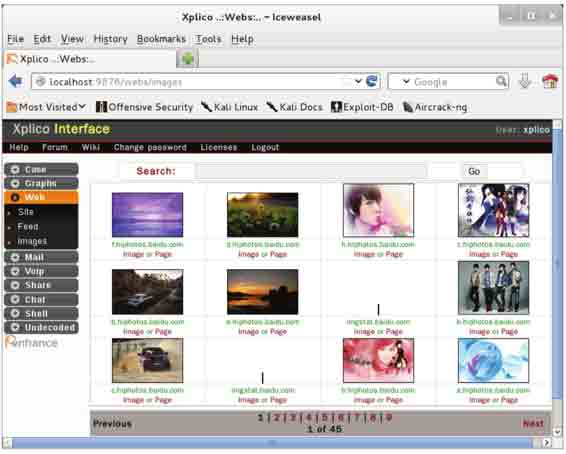 Xplico ..:Webs:.. - Iceweasel
File Edit View History Bookmarks Tools Help
Xplico ..:Webs:..
localhost:9876/webs/images
Google
Most Visited Offensive Security Kali Linux Kali Docs Exploit-DB Aircrack-ng
Xplico Interface
User: xplico
Help Forum Wiki Change password Licenses Logout
Case
Graphs
Web
Site
Feed
Images
Mail
Voip
Share
Chat
Shell
Undecoded
enhance
Search:
Go
f.hiphotos.baidu.com
Image or Page
g.hiphotos.baidu.com
Image or Page
h.hiphotos.baidu.com
Image or Page
c.hiphotos.baidu.com
Image or Page
b.hiphotos.baidu.com
Image or Page
e.hiphotos.baidu.com
Image or Page
imgstat.baidu.com
Image or Page
b.hiphotos.baidu.com
Image or Page
c.hiphotos.baidu.com
Image or Page
imgstat.baidu.com
Image or Page
b.hiphotos.baidu.com
Image or Page
a.hiphotos.baidu.com
Image or Page
Previous
1 | 2 | 3 | 4 | 5 | 6 | 7 | 8 | 9
1 of 45
Next